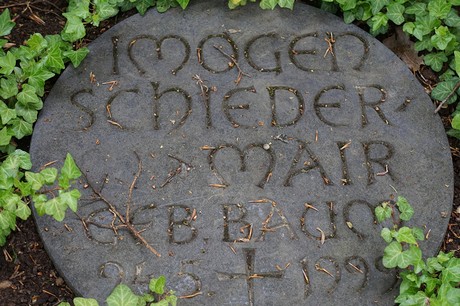 IMOGEN
SCHIEDER-
MAIR
GEB. BAUM
†